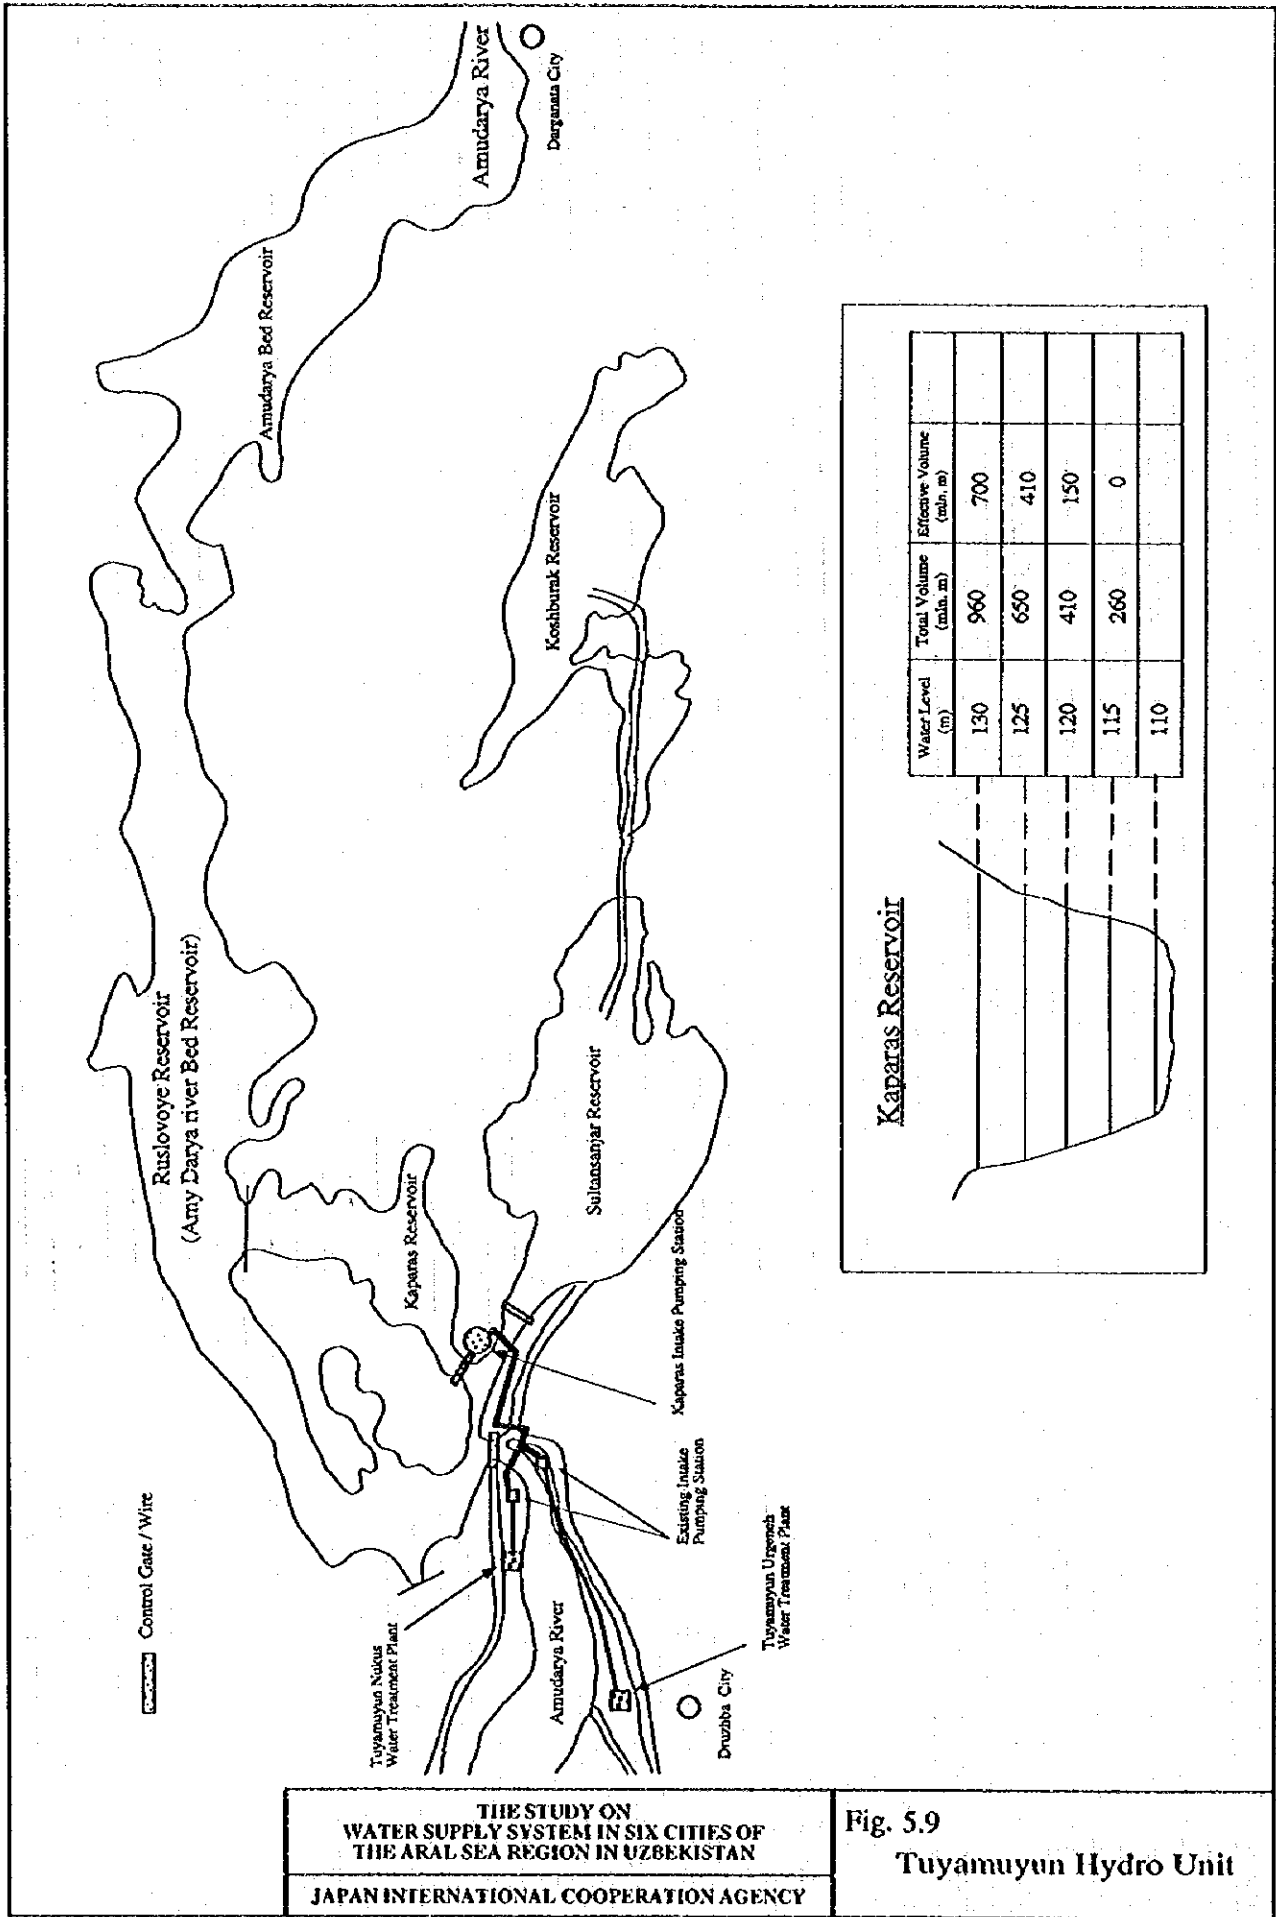 Control Gate / Wire
Ruslovoye Reservoir
(Amy Darya river Bed Reservoir)
Amudarya Bed Reservoir
Amudarya River
Darganata City
Kaparas Reservoir
Koshburak Reservoir
Sultansanjar Reservoir
Kaparas Intake Pumping Station
Existing Intake
Pumping Station
Tuyamuyun Nukus
Water Treatment Plant
Amudarya River
Tuyamuyun Urgench
Water Treatment Plant
Druzhba City
Kaparas Reservoir
Water Level (m) Total Volume (mln. m) Effective Volume (mln. m)
130 960 700
125 650 410
120 410 150
115 260 0
110
THE STUDY ON
WATER SUPPLY SYSTEM IN SIX CITIES OF
THE ARAL SEA REGION IN UZBEKISTAN
JAPAN INTERNATIONAL COOPERATION AGENCY
Fig. 5.9
Tuyamuyun Hydro Unit